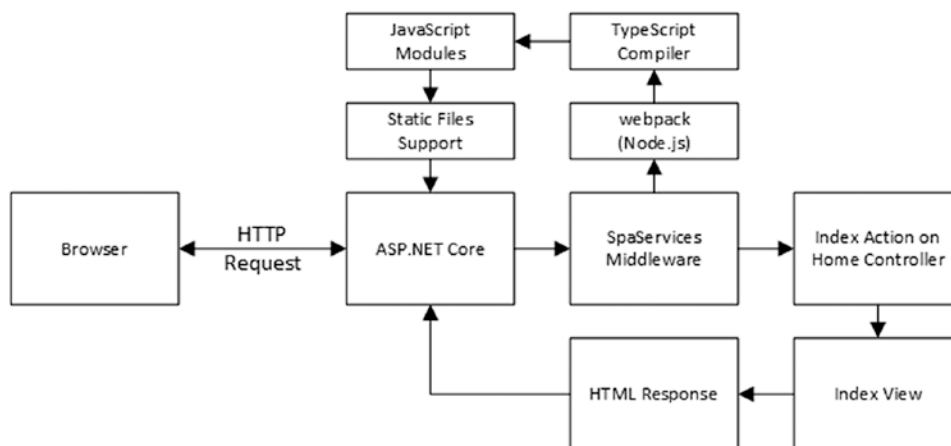 JavaScript
Modules
TypeScript
Compiler
Static Files
Support
webpack
(Node.js)
Browser
HTTP
Request
ASP.NET Core
SpaServices
Middleware
Index Action on
Home Controller
HTML Response
Index View